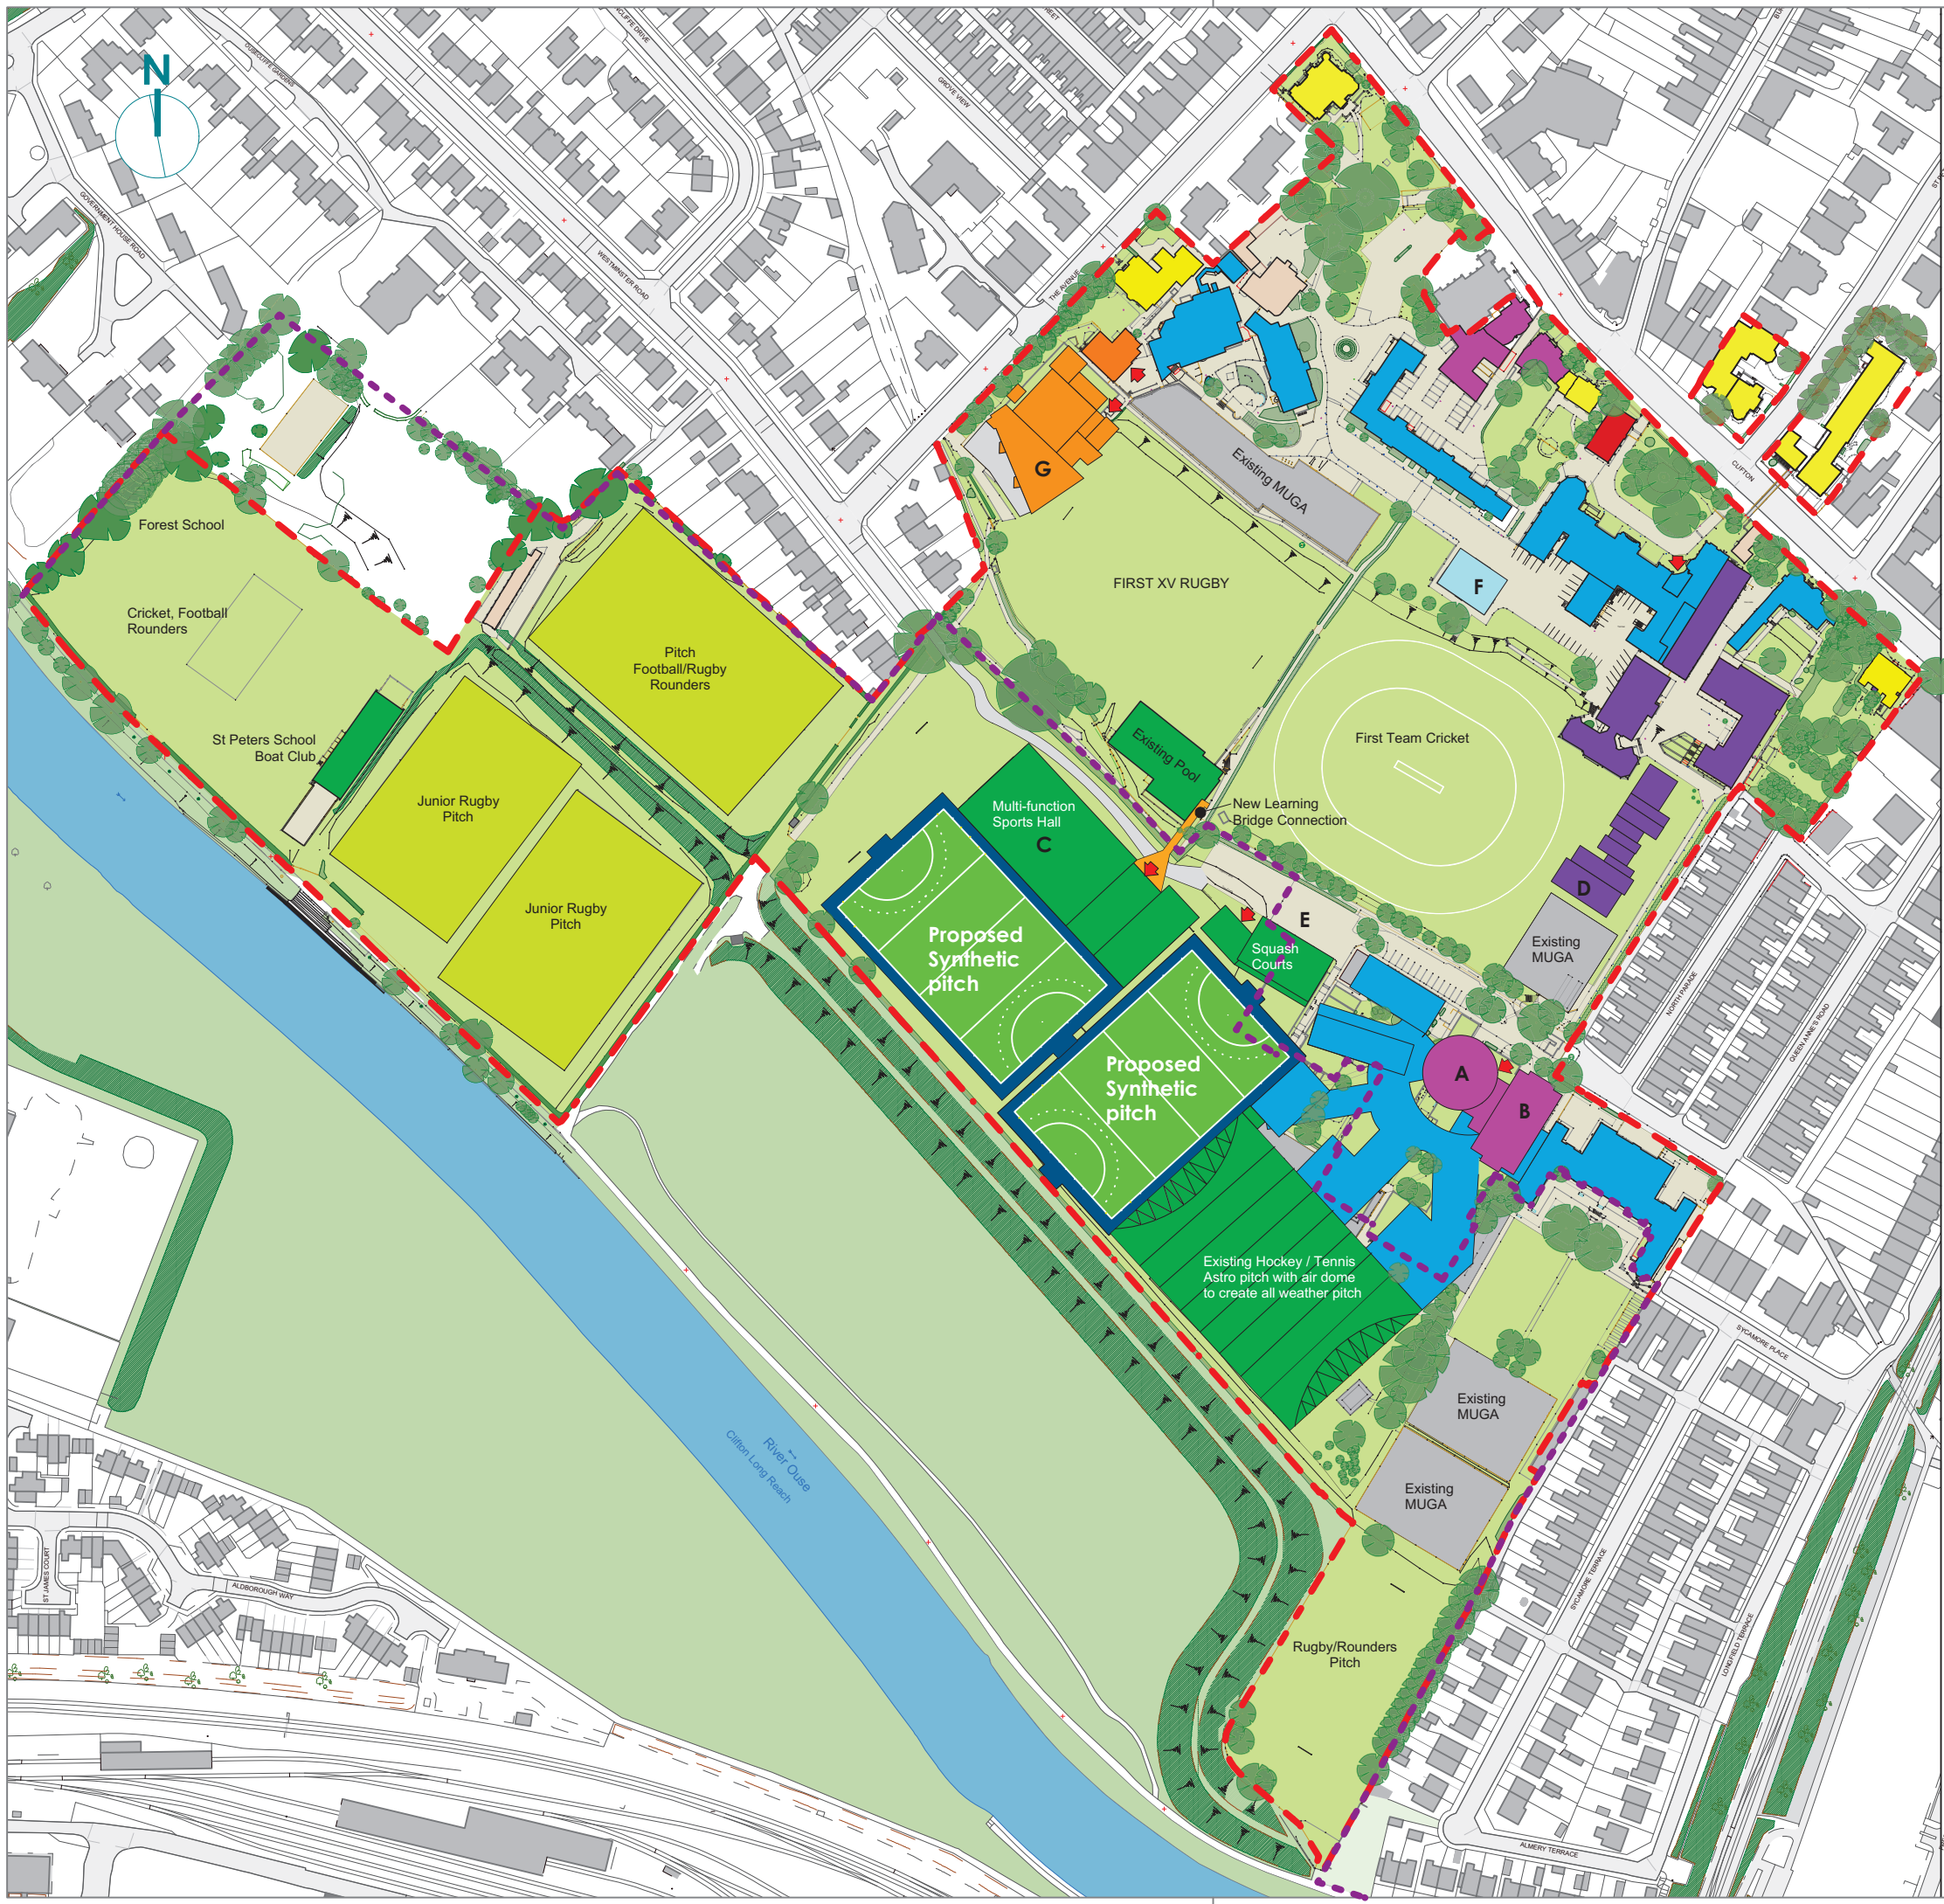 N
DUNCLIFFE GARDENS
GROVE VIEW
GOVERNMENT HOUSE ROAD
WESTMINSTER ROAD
THE AVENUE
CLIFTON
G
Existing MUGA
Forest School
FIRST XV RUGBY
F
Cricket, Football
Rounders
Pitch
Football/Rugby
Rounders
St Peters School
Boat Club
First Team Cricket
Existing Pool
Junior Rugby
Pitch
Multi-function
Sports Hall
C
New Learning
Bridge Connection
D
Junior Rugby
Pitch
E
Proposed
Synthetic
pitch
Squash
Courts
Existing
MUGA
NORTH PARADE
QUEEN ANNE'S ROAD
Proposed
Synthetic
pitch
A
B
Existing Hockey / Tennis
Astro pitch with air dome
to create all weather pitch
SYCAMORE PLACE
Existing
MUGA
River Ouse
Clifton Long Reach
Existing
MUGA
ST JAMES COURT
ALDBOROUGH WAY
SYCAMORE TERRACE
LONGFIELD TERRACE
Rugby/Rounders
Pitch
ALMERY TERRACE